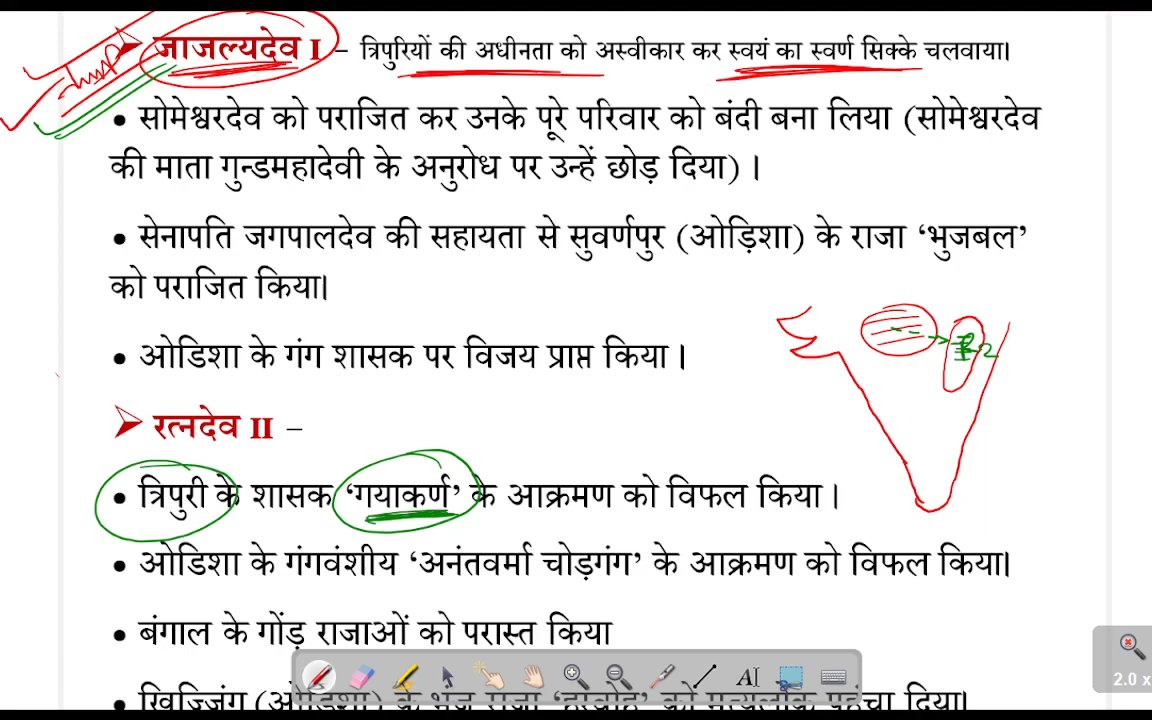 ➢ जाजल्यदेव I – त्रिपुरियों की अधीनता को अस्वीकार कर स्वयं का स्वर्ण सिक्के चलवाया।
• सोमेश्वरदेव को पराजित कर उनके पूरे परिवार को बंदी बना लिया (सोमेश्वरदेव
की माता गुन्डमहादेवी के अनुरोध पर उन्हें छोड़ दिया) ।
• सेनापति जगपालदेव की सहायता से सुवर्णपुर (ओड़िशा) के राजा ‘भुजबल’
को पराजित किया।
• ओडिशा के गंग शासक पर विजय प्राप्त किया ।
➢ रत्नदेव II –
• त्रिपुरी के शासक ‘गयाकर्ण’ के आक्रमण को विफल किया ।
• ओडिशा के गंगवंशीय ‘अनंतवर्मा चोड़गंग’ के आक्रमण को विफल किया।
• बंगाल के गोंड़ राजाओं को परास्त किया
AI
2.0 x